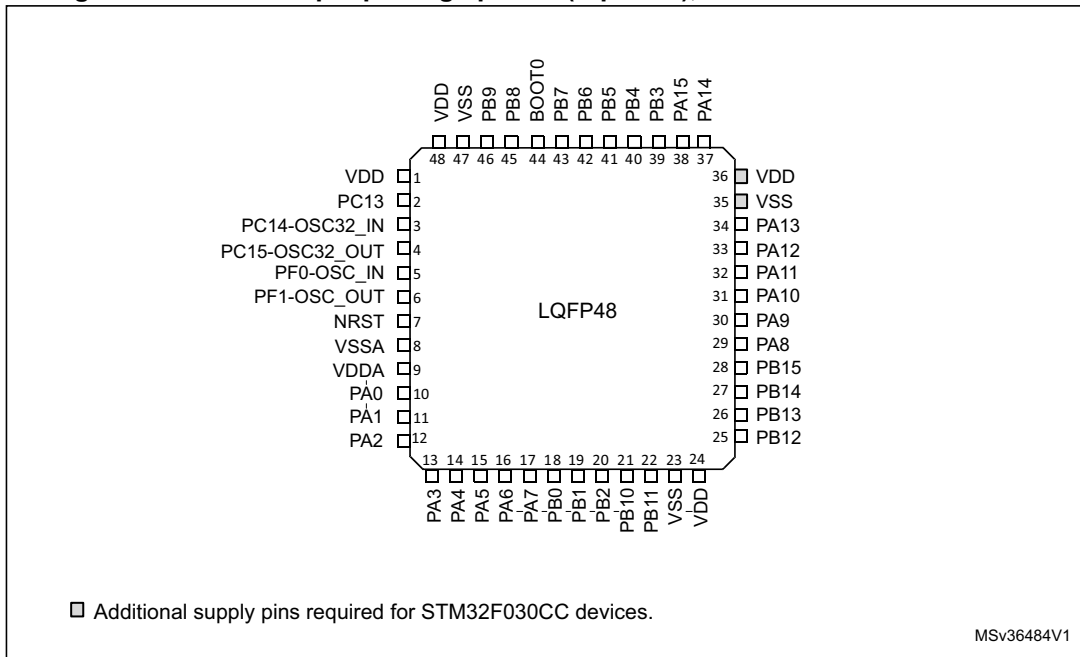 VDD
VSS
PB9
PB8
BOOT0
PB7
PB6
PB5
PB4
PB3
PA15
PA14
48 47 46 45 44 43 42 41 40 39 38 37
VDD 1 36 VDD
PC13 2 35 VSS
PC14-OSC32_IN 3 34 PA13
PC15-OSC32_OUT 4 33 PA12
PF0-OSC_IN 5 32 PA11
PF1-OSC_OUT 6 31 PA10
LQFP48
NRST 7 30 PA9
VSSA 8 29 PA8
VDDA 9 28 PB15
PA0 10 27 PB14
PA1 11 26 PB13
PA2 12 25 PB12
13 14 15 16 17 18 19 20 21 22 23 24
PA3
PA4
PA5
PA6
PA7
PB0
PB1
PB2
PB10
PB11
VSS
VDD
Additional supply pins required for STM32F030CC devices.
MSv36484V1